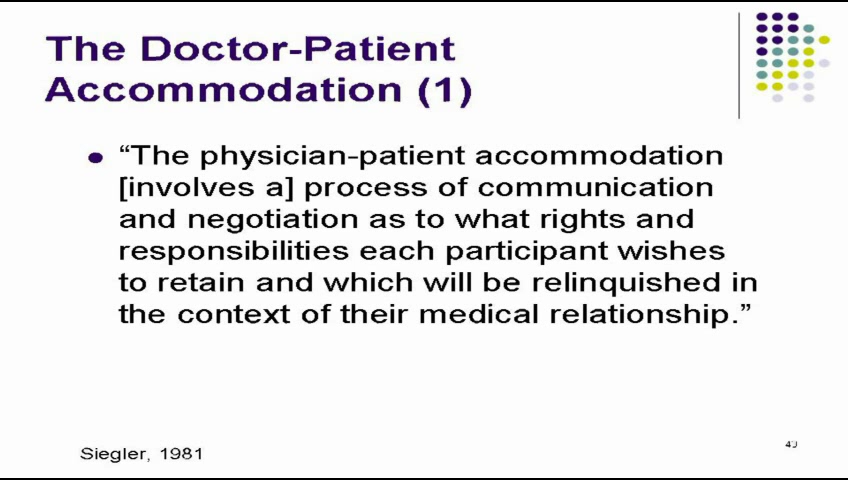 The Doctor-Patient
Accommodation (1)
“The physician-patient accommodation
[involves a] process of communication
and negotiation as to what rights and
responsibilities each participant wishes
to retain and which will be relinquished in
the context of their medical relationship.”
Siegler, 1981